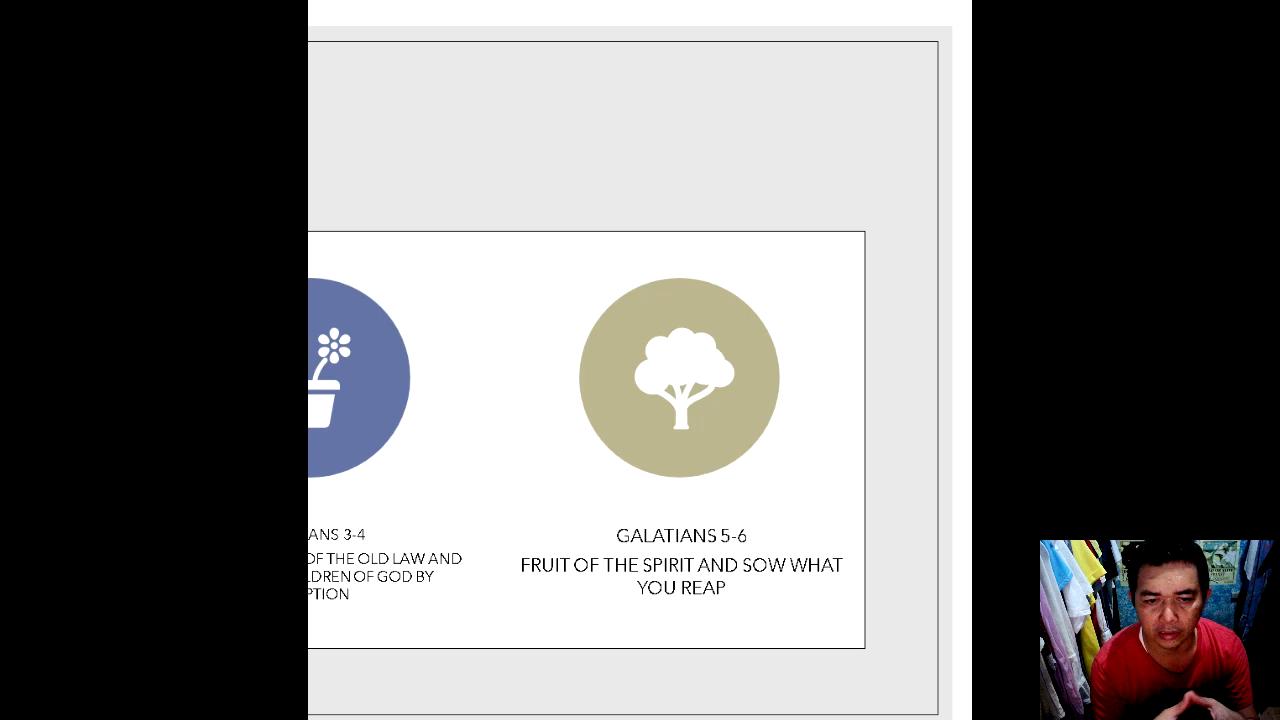 ANS 3-4
OF THE OLD LAW AND
LDREN OF GOD BY
PTION
GALATIANS 5-6
FRUIT OF THE SPIRIT AND SOW WHAT
YOU REAP